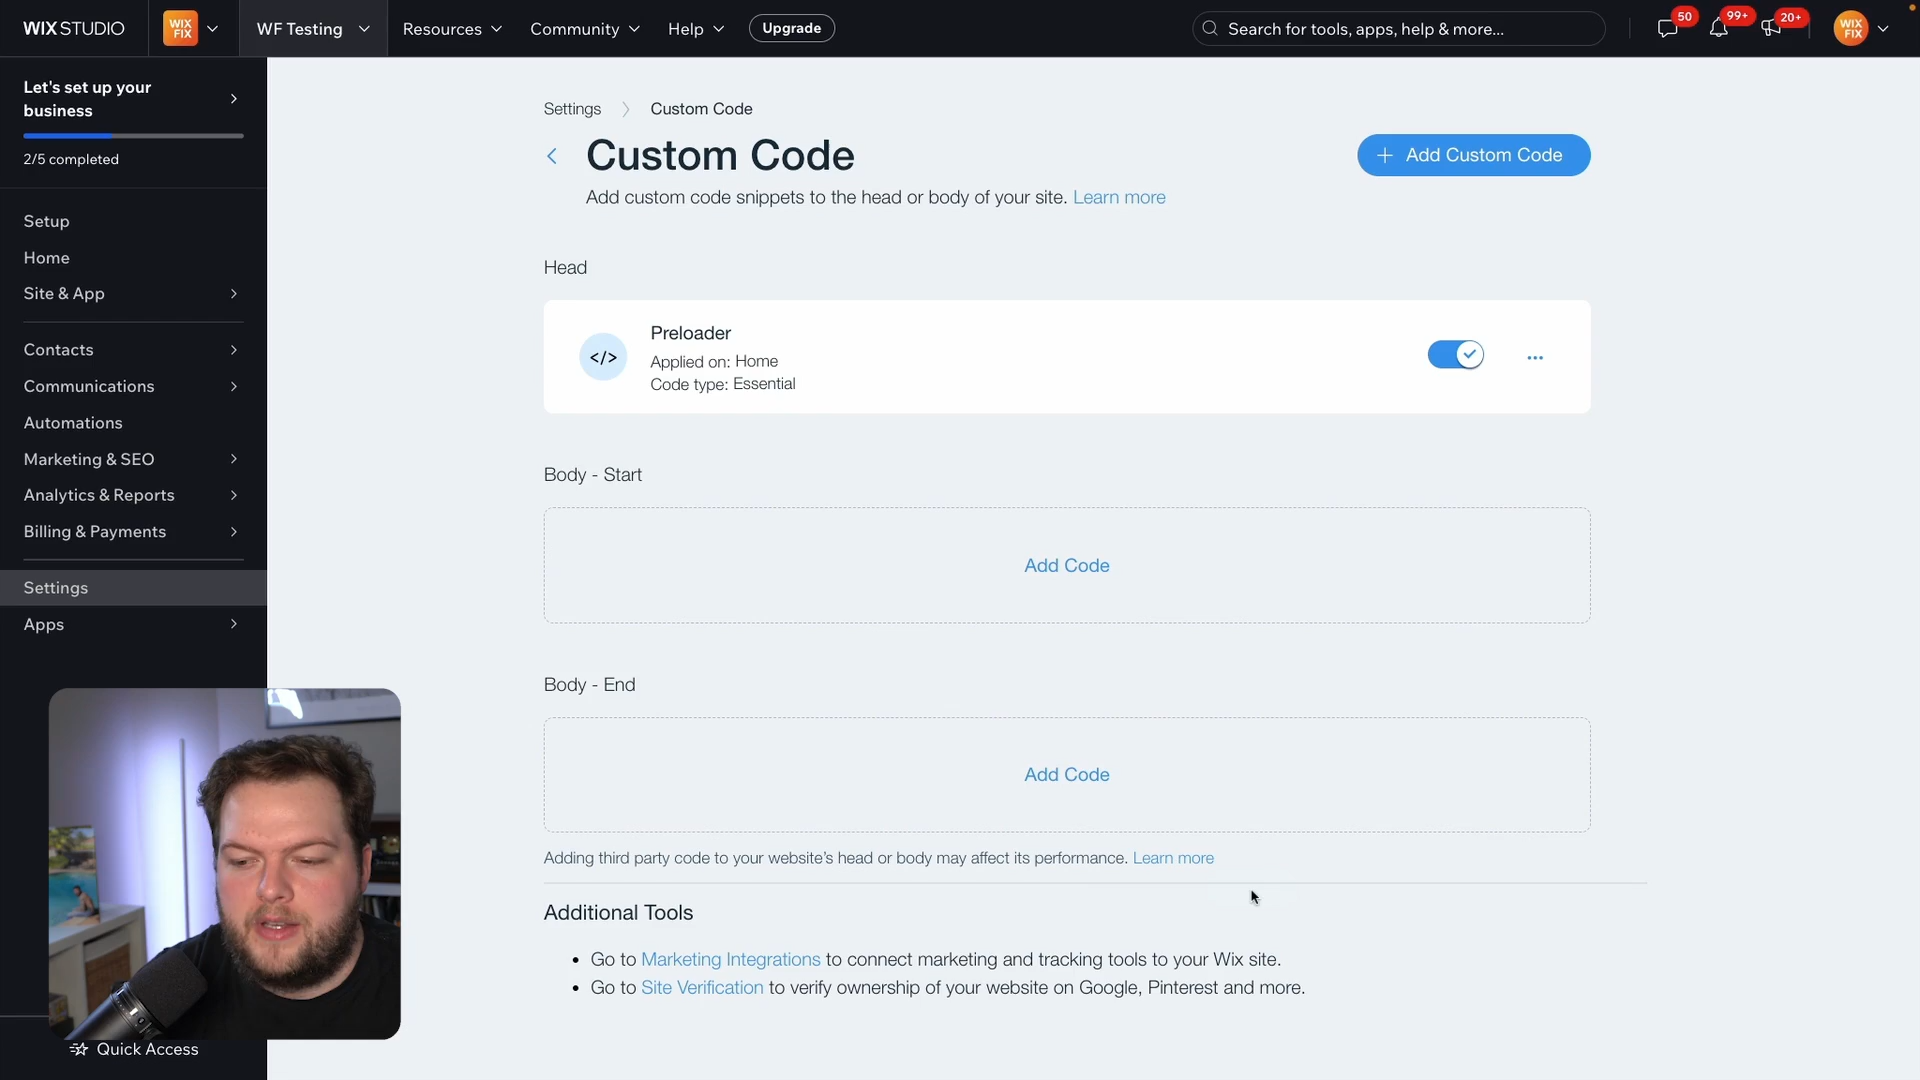 WIX STUDIO
WIX FIX
WF Testing
Resources
Community
Help
Upgrade
Search for tools, apps, help & more...
50
99+
20+
WIX FIX
Let's set up your
business
2/5 completed
Setup
Home
Site & App
Contacts
Communications
Automations
Marketing & SEO
Analytics & Reports
Billing & Payments
Settings
Apps
Quick Access
Settings
Custom Code
Custom Code
+ Add Custom Code
Add custom code snippets to the head or body of your site. Learn more
Head
</>
Preloader
Applied on: Home
Code type: Essential
...
Body - Start
Add Code
Body - End
Add Code
Adding third party code to your website's head or body may affect its performance. Learn more
Additional Tools
• Go to Marketing Integrations to connect marketing and tracking tools to your Wix site.
• Go to Site Verification to verify ownership of your website on Google, Pinterest and more.